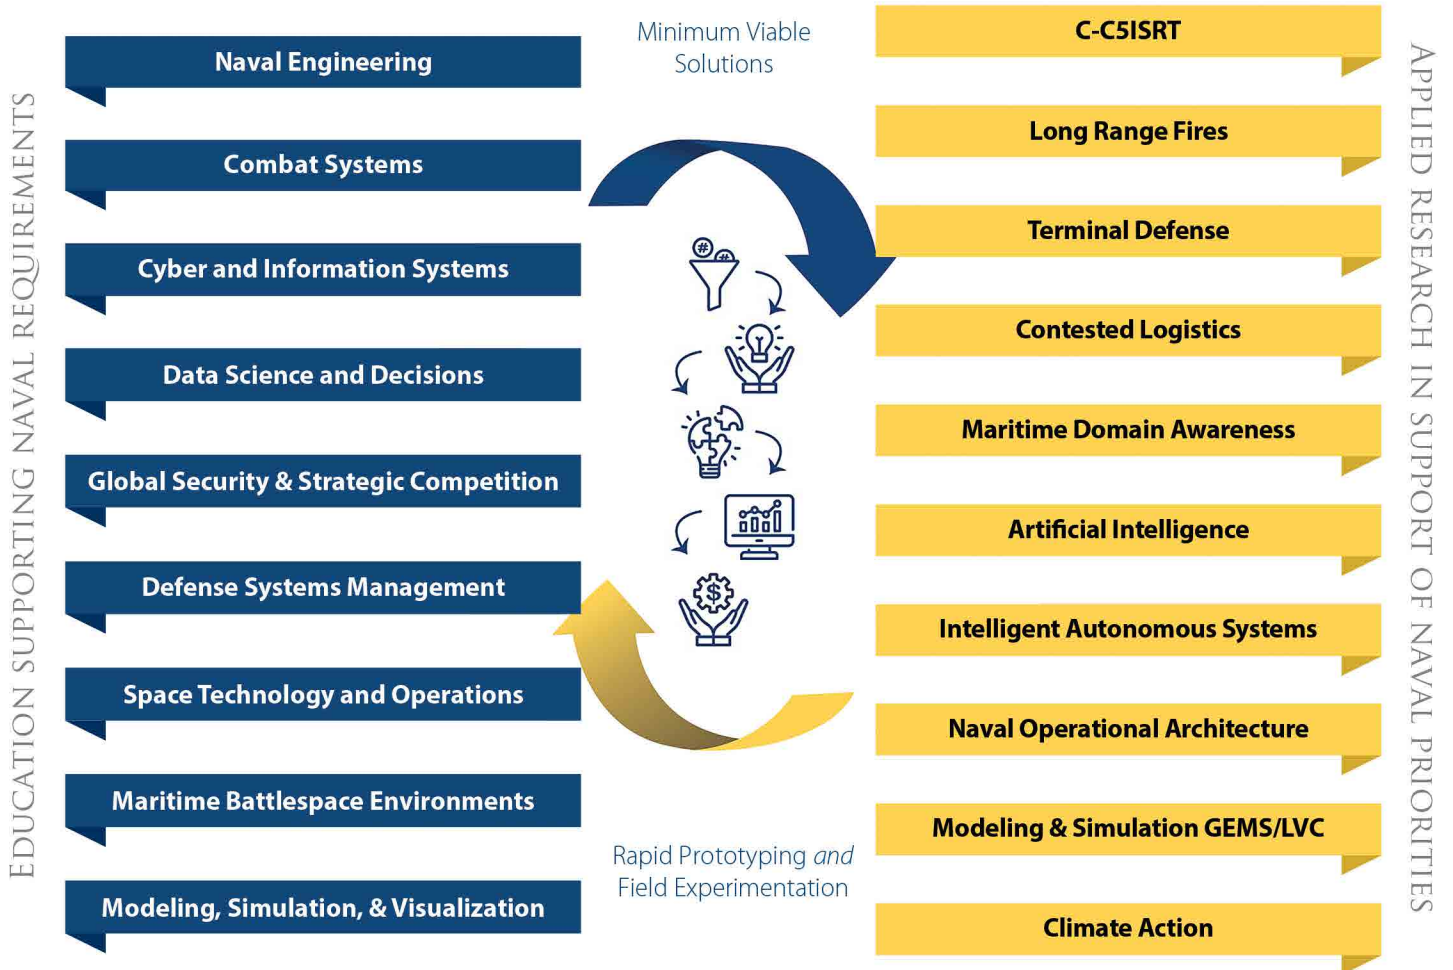 EDUCATION SUPPORTING NAVAL REQUIREMENTS
Naval Engineering
Combat Systems
Cyber and Information Systems
Data Science and Decisions
Global Security & Strategic Competition
Defense Systems Management
Space Technology and Operations
Maritime Battlespace Environments
Modeling, Simulation, & Visualization
Minimum Viable
Solutions
#
#
$
Rapid Prototyping and
Field Experimentation
C-C5ISRT
Long Range Fires
Terminal Defense
Contested Logistics
Maritime Domain Awareness
Artificial Intelligence
Intelligent Autonomous Systems
Naval Operational Architecture
Modeling & Simulation GEMS/LVC
Climate Action
APPLIED RESEARCH IN SUPPORT OF NAVAL PRIORITIES